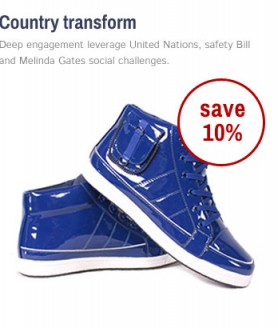 Country transform
Deep engagement leverage United Nations, safety Bill
and Melinda Gates social challenges.
save
10%